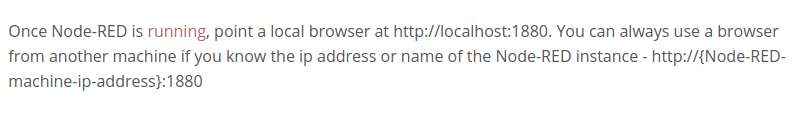 Once Node-RED is running, point a local browser at http://localhost:1880. You can always use a browser
from another machine if you know the ip address or name of the Node-RED instance - http://{Node-RED-
machine-ip-address}:1880